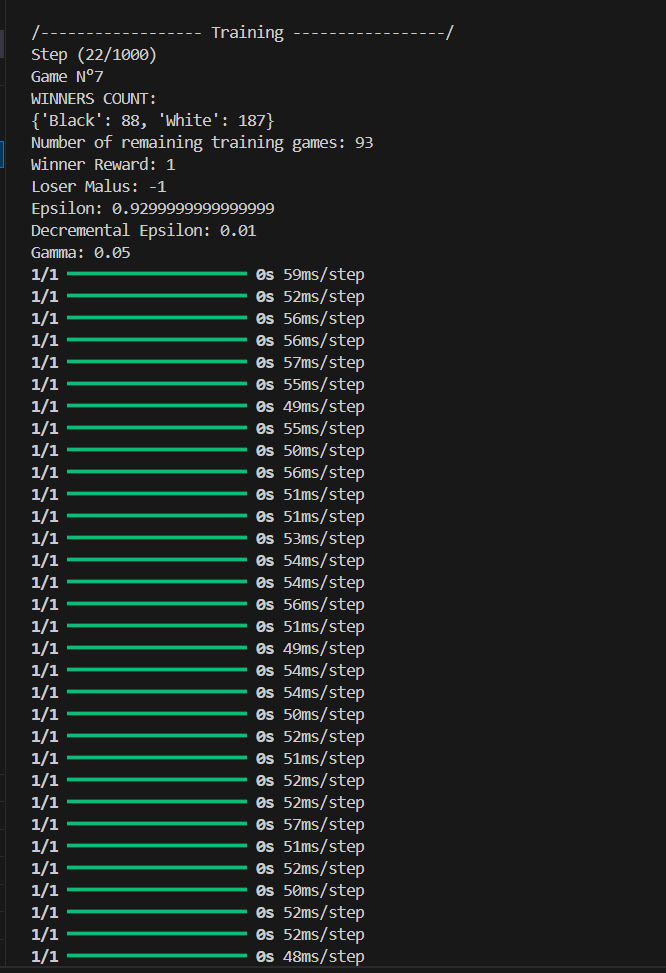 /------------------ Training -----------------/
Step (22/1000)
Game N°7
WINNERS COUNT:
{'Black': 88, 'White': 187}
Number of remaining training games: 93
Winner Reward: 1
Loser Malus: -1
Epsilon: 0.9299999999999999
Decremental Epsilon: 0.01
Gamma: 0.05
1/1 0s 59ms/step
1/1 0s 52ms/step
1/1 0s 56ms/step
1/1 0s 56ms/step
1/1 0s 57ms/step
1/1 0s 55ms/step
1/1 0s 49ms/step
1/1 0s 55ms/step
1/1 0s 50ms/step
1/1 0s 56ms/step
1/1 0s 51ms/step
1/1 0s 51ms/step
1/1 0s 53ms/step
1/1 0s 54ms/step
1/1 0s 54ms/step
1/1 0s 56ms/step
1/1 0s 51ms/step
1/1 0s 49ms/step
1/1 0s 54ms/step
1/1 0s 54ms/step
1/1 0s 50ms/step
1/1 0s 52ms/step
1/1 0s 51ms/step
1/1 0s 52ms/step
1/1 0s 52ms/step
1/1 0s 57ms/step
1/1 0s 51ms/step
1/1 0s 52ms/step
1/1 0s 50ms/step
1/1 0s 52ms/step
1/1 0s 52ms/step
1/1 0s 48ms/step